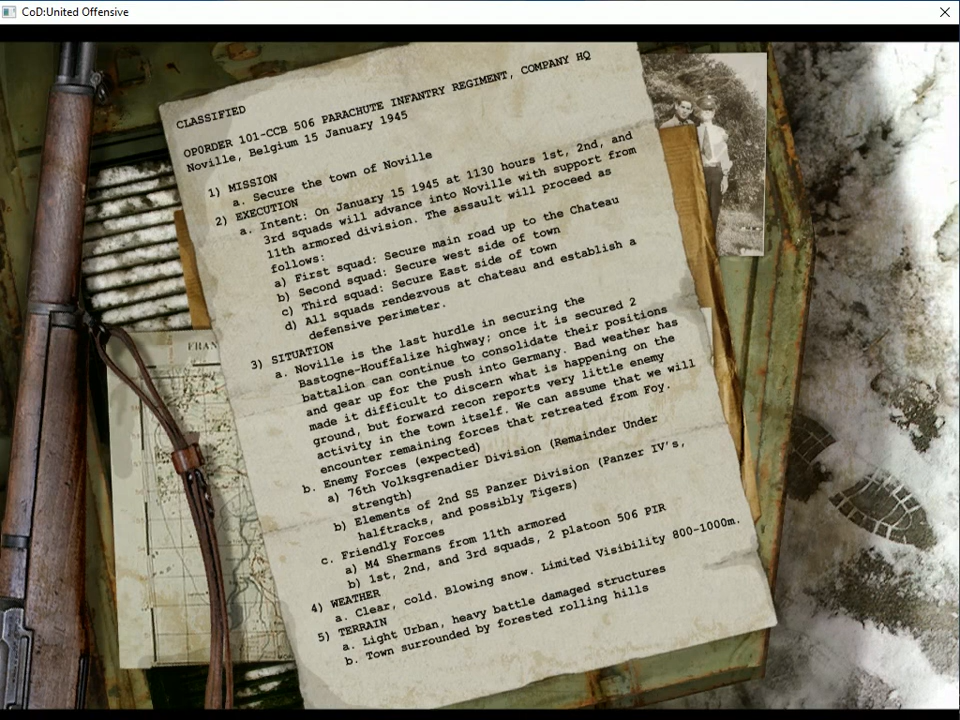 CoD:United Offensive
CLASSIFIED
OPORDER 101-CCB 506 PARACHUTE INFANTRY REGIMENT, COMPANY HQ
Noville, Belgium 15 January 1945
1) MISSION
a. Secure the town of Noville
2) EXECUTION
a. Intent: On January 15 1945 at 1130 hours 1st, 2nd, and
3rd squads will advance into Noville with support from
11th armored division. The assault will proceed as
follows:
a) First squad: Secure main road up to the Chateau
b) Second squad: Secure west side of town
c) Third squad: Secure East side of town
d) All squads rendezvous at chateau and establish a
defensive perimeter.
3) SITUATION
a. Noville is the last hurdle in securing the
Bastogne-Houffalize highway; once it is secured 2
battalion can continue to consolidate their positions
and gear up for the push into Germany. Bad weather has
made it difficult to discern what is happening on the
ground, but forward recon reports very little enemy
activity in the town itself. We can assume that we will
encounter remaining forces that retreated from Foy.
b. Enemy Forces (expected)
a) 76th Volksgrenadier Division (Remainder Under
strength)
b) Elements of 2nd SS Panzer Division (Panzer IV's,
halftracks, and possibly Tigers)
c. Friendly Forces
a) M4 Shermans from 11th armored
b) 1st, 2nd, and 3rd squads, 2 platoon 506 PIR
4) WEATHER
a. Clear, cold. Blowing snow. Limited Visibility 800-1000m.
5) TERRAIN
a. Light Urban, heavy battle damaged structures
b. Town surrounded by forested rolling hills
FRAN